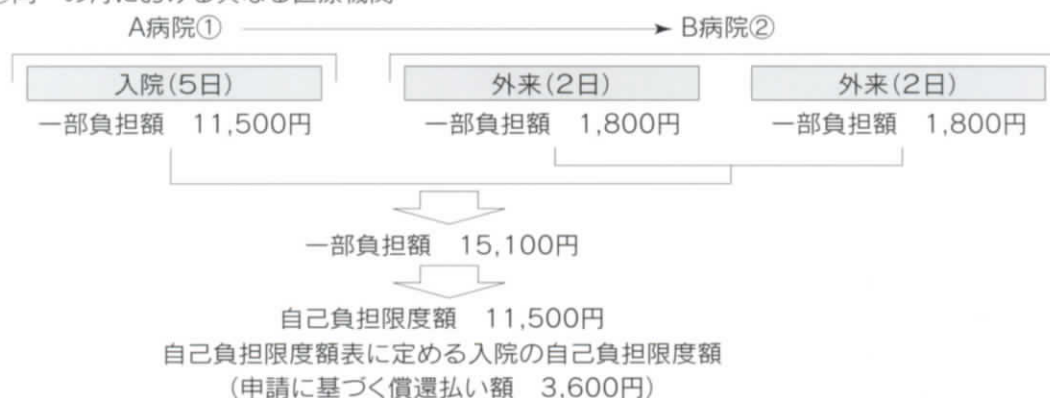 の月における異なる医療機関
A病院① B病院②
入院(5日) 外来(2日) 外来(2日)
一部負担額 11,500円 一部負担額 1,800円 一部負担額 1,800円
一部負担額 15,100円
自己負担限度額 11,500円
自己負担限度額表に定める入院の自己負担限度額
(申請に基づく償還払い額 3,600円)